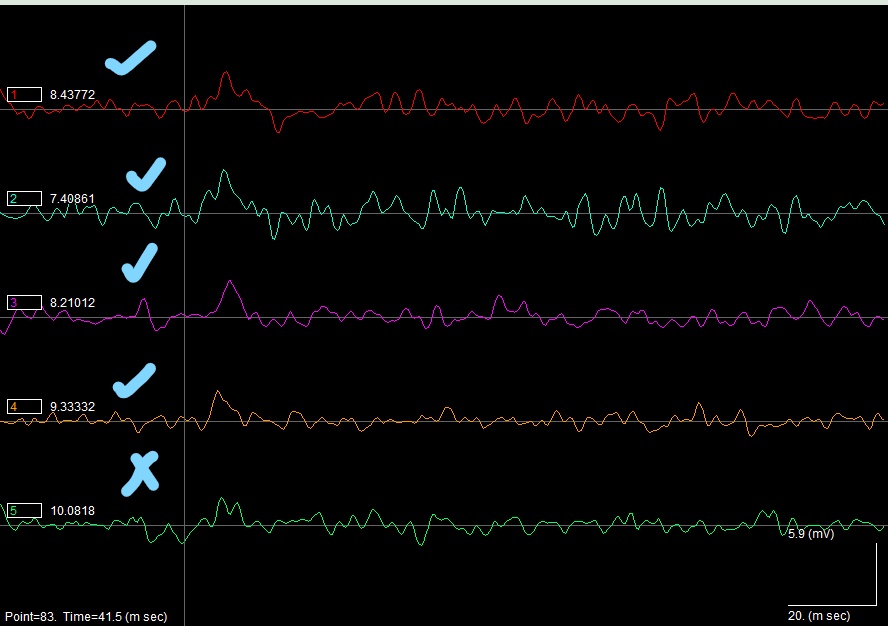 1 8.43772
2 7.40861
3 8.21012
4 9.33332
5 10.0818
5.9 (mV)
20. (m sec)
Point=83. Time=41.5 (m sec)